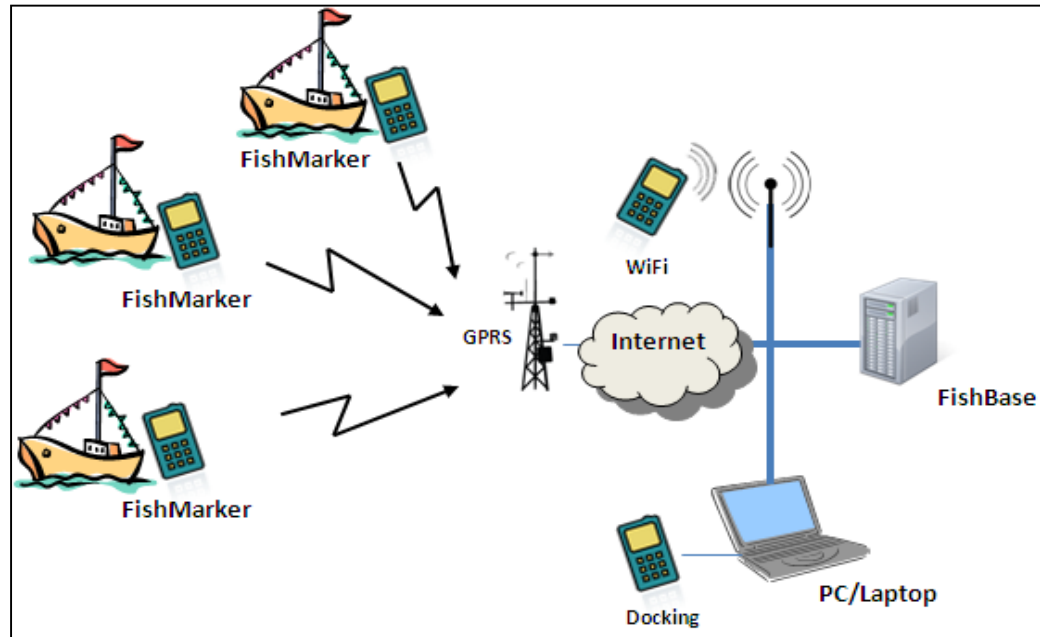 FishMarker
FishMarker
FishMarker
GPRS
WiFi
Internet
FishBase
PC/Laptop
Docking